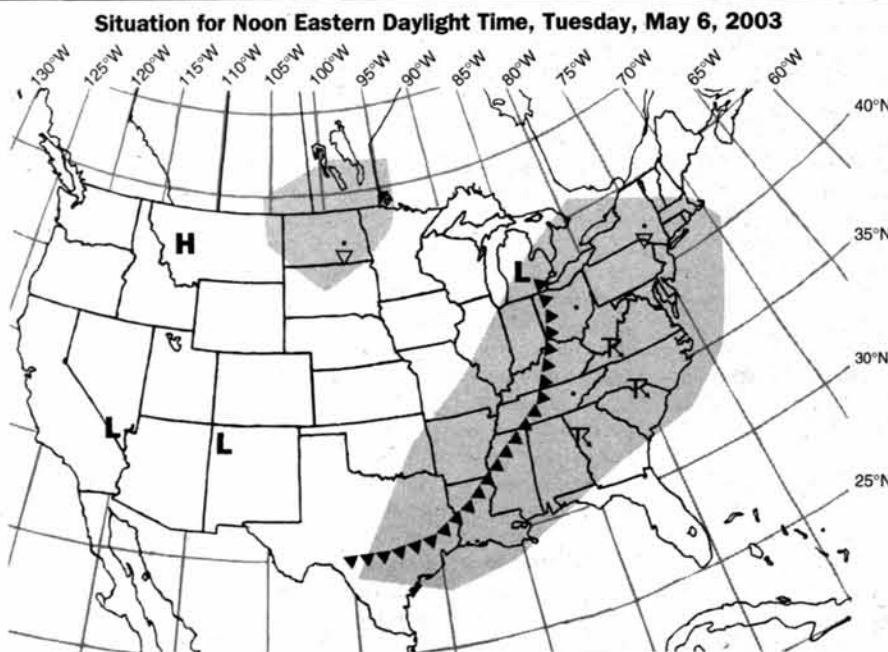 Situation for Noon Eastern Daylight Time, Tuesday, May 6, 2003
130°W
125°W
120°W
115°W
110°W
105°W
100°W
95°W
90°W
85°W
80°W
75°W
70°W
65°W
60°W
40°N
35°N
30°N
25°N
H
L
L
L